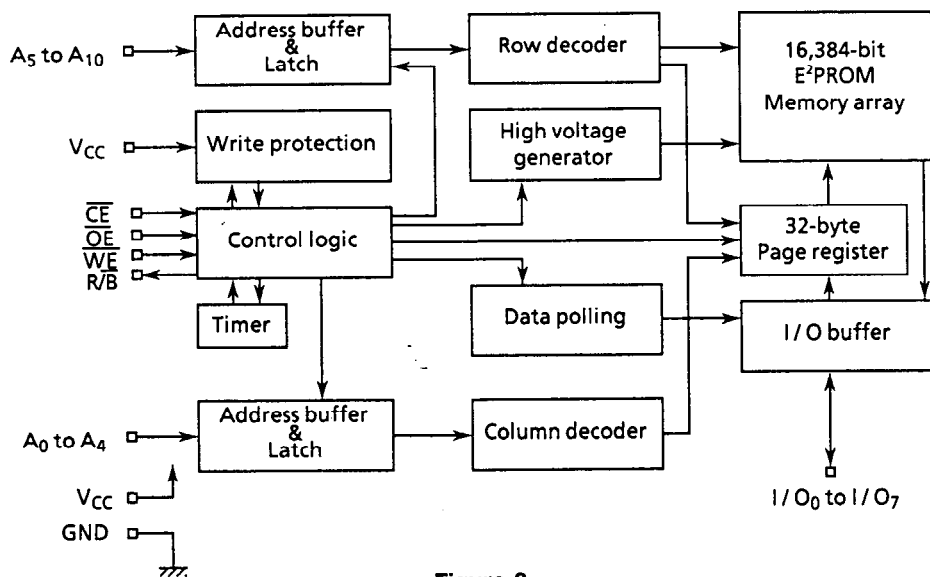 A5 to A10
Address buffer
&
Latch
Row decoder
16,384-bit
E²PROM
Memory array
VCC
Write protection
High voltage
generator
CE
OE
WE
R/B
Control logic
32-byte
Page register
Timer
Data polling
I / O buffer
A0 to A4
Address buffer
&
Latch
Column decoder
VCC
GND
I / O0 to I / O7